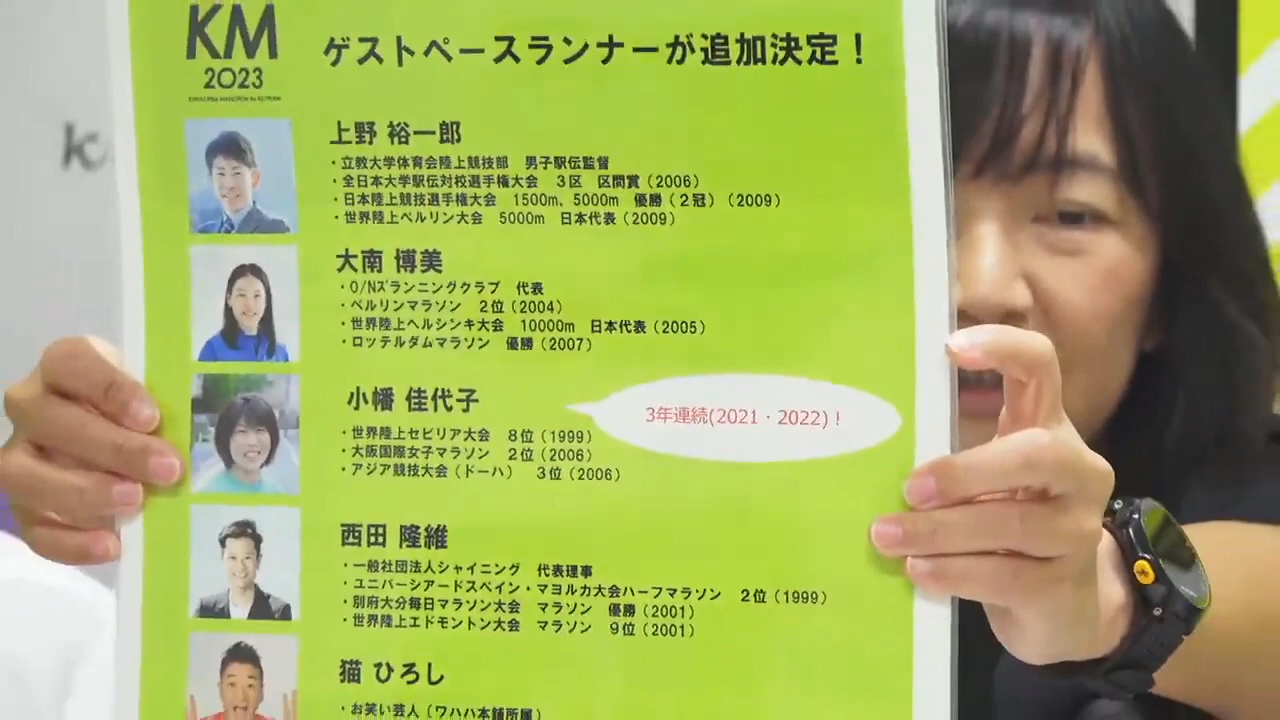 KM
2023
ゲストペースランナーが追加決定！
上野 裕一郎
・立教大学体育会陸上競技部　男子駅伝監督
・全日本大学駅伝対校選手権大会　３区　区間賞（2006）
・日本陸上競技選手権大会　1500m、5000m　優勝（２冠）（2009）
・世界陸上ベルリン大会　5000m　日本代表（2009）
大南 博美
・O/Nズランニングクラブ　代表
・ベルリンマラソン　２位（2004）
・世界陸上ヘルシンキ大会　10000m　日本代表（2005）
・ロッテルダムマラソン　優勝（2007）
小幡 佳代子
・世界陸上セビリア大会　８位（1999）
・大阪国際女子マラソン　２位（2006）
・アジア競技大会（ドーハ）　３位（2006）
3年連続(2021・2022)！
西田 隆維
・一般社団法人シャイニング　代表理事
・ユニバーシアードスペイン・マヨルカ大会ハーフマラソン　２位（1999）
・別府大分毎日マラソン大会　マラソン　優勝（2001）
・世界陸上エドモントン大会　マラソン　９位（2001）
猫 ひろし
・お笑い芸人（ワハハ本舗所属）